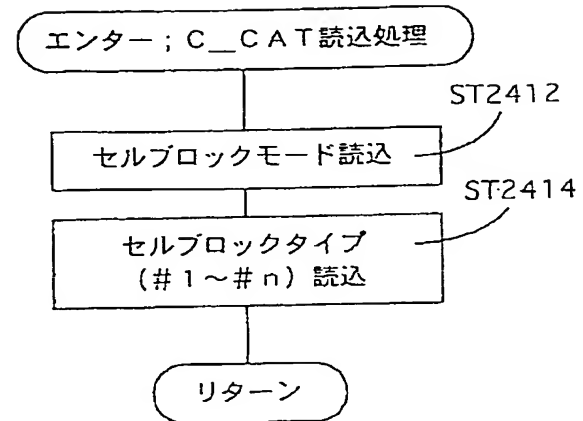 エンター；C__CAT読込処理
ST2412
セルブロックモード読込
ST2414
セルブロックタイプ
（＃1～＃n）読込
リターン